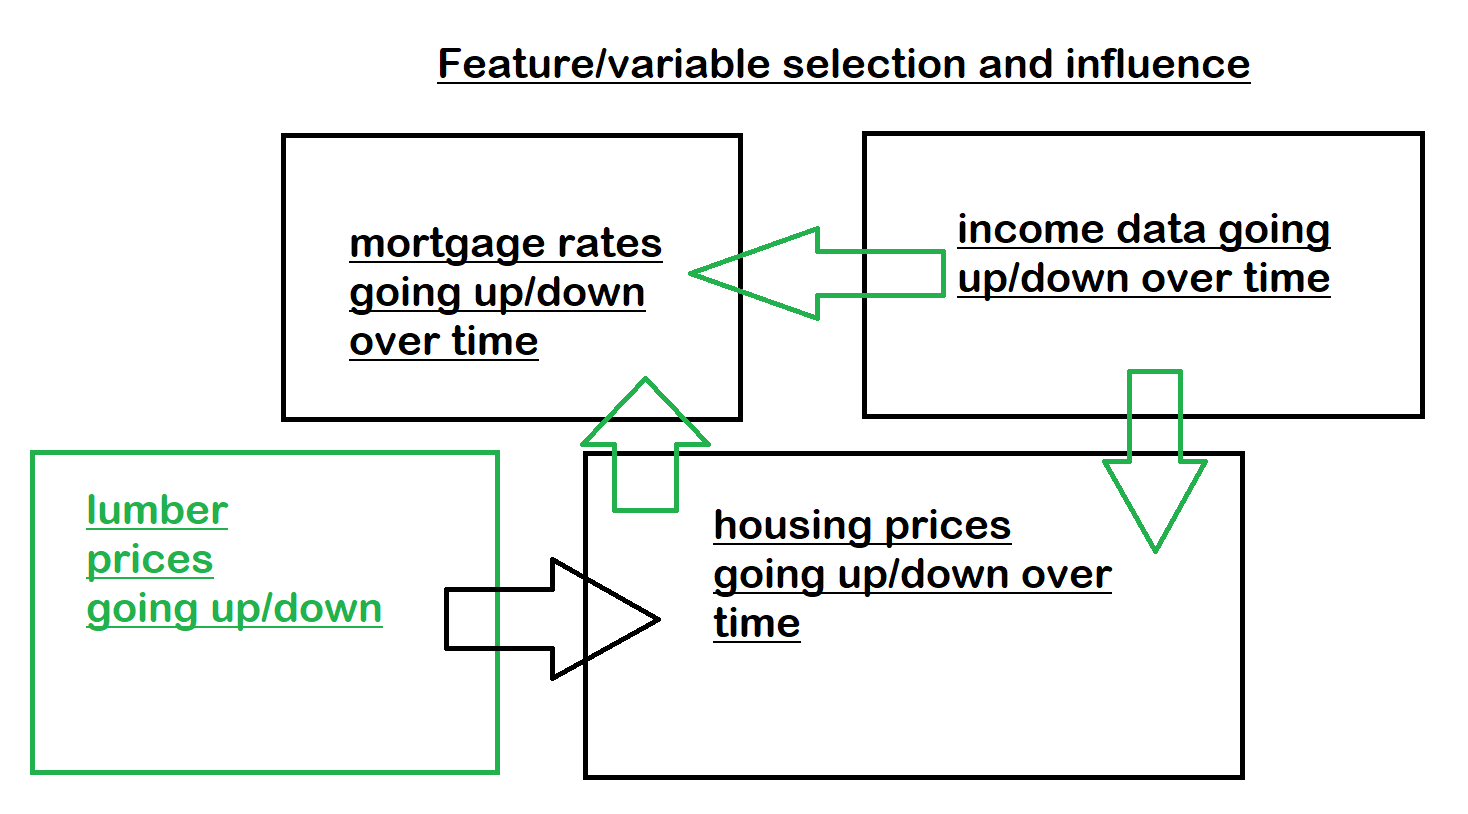 Feature/variable selection and influence
mortgage rates
going up/down
over time
income data going
up/down over time
lumber
prices
going up/down
housing prices
going up/down over
time